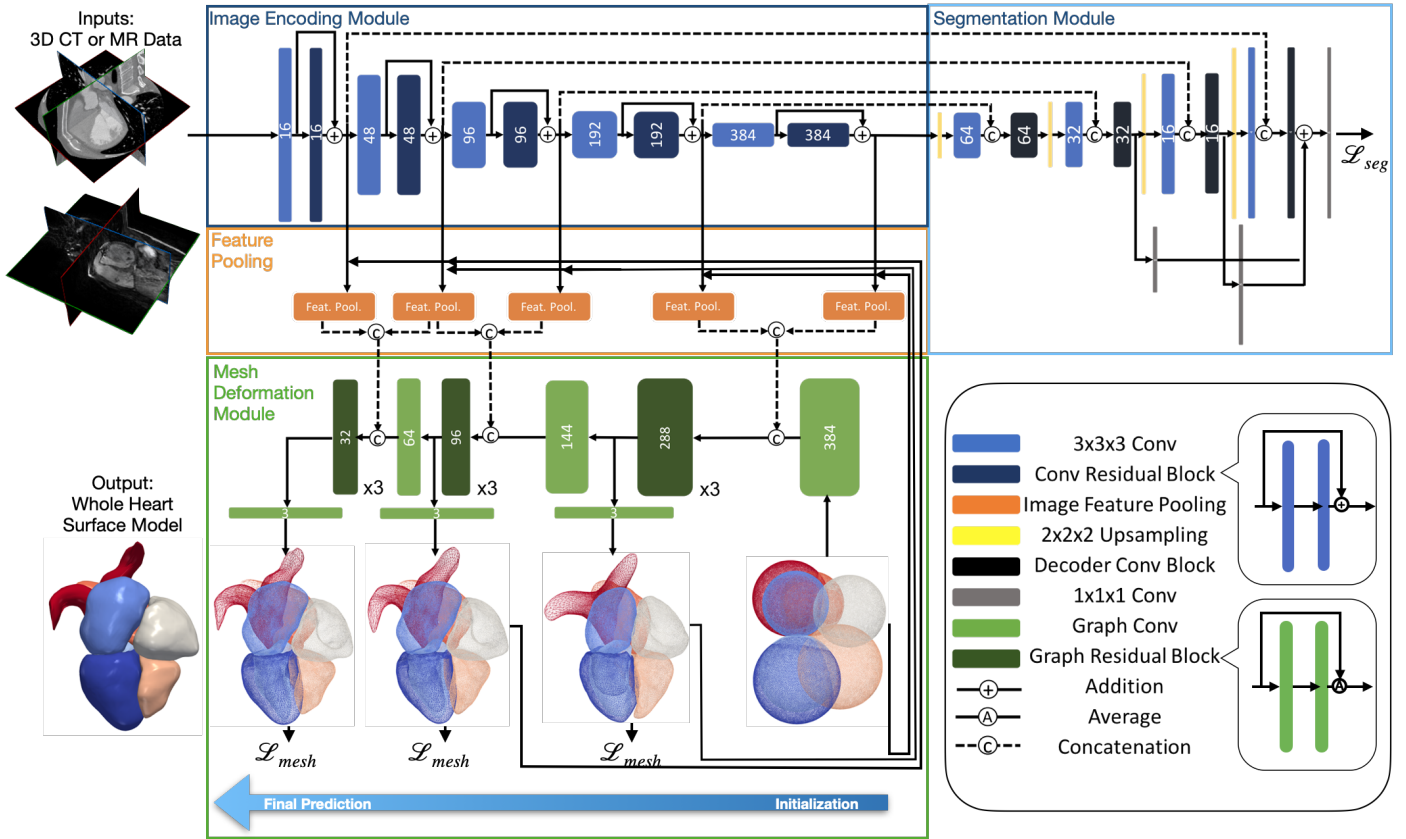 Inputs:
3D CT or MR Data
Image Encoding Module
Segmentation Module
16
16
+
48
48
+
96
96
+
192
192
+
384
384
+
64
C
64
32
C
32
16
C
16
C
+
ℒseg
Feature
Pooling
Feat. Pool.
Feat. Pool.
Feat. Pool.
Feat. Pool.
Feat. Pool.
C
C
C
Mesh
Deformation
Module
32
C
64
96
C
144
288
C
384
x3
x3
x3
3
3
3
Output:
Whole Heart
Surface Model
ℒmesh
ℒmesh
ℒmesh
Final Prediction
Initialization
3x3x3 Conv
Conv Residual Block
Image Feature Pooling
2x2x2 Upsampling
Decoder Conv Block
1x1x1 Conv
Graph Conv
Graph Residual Block
+ Addition
A Average
C Concatenation
+
A